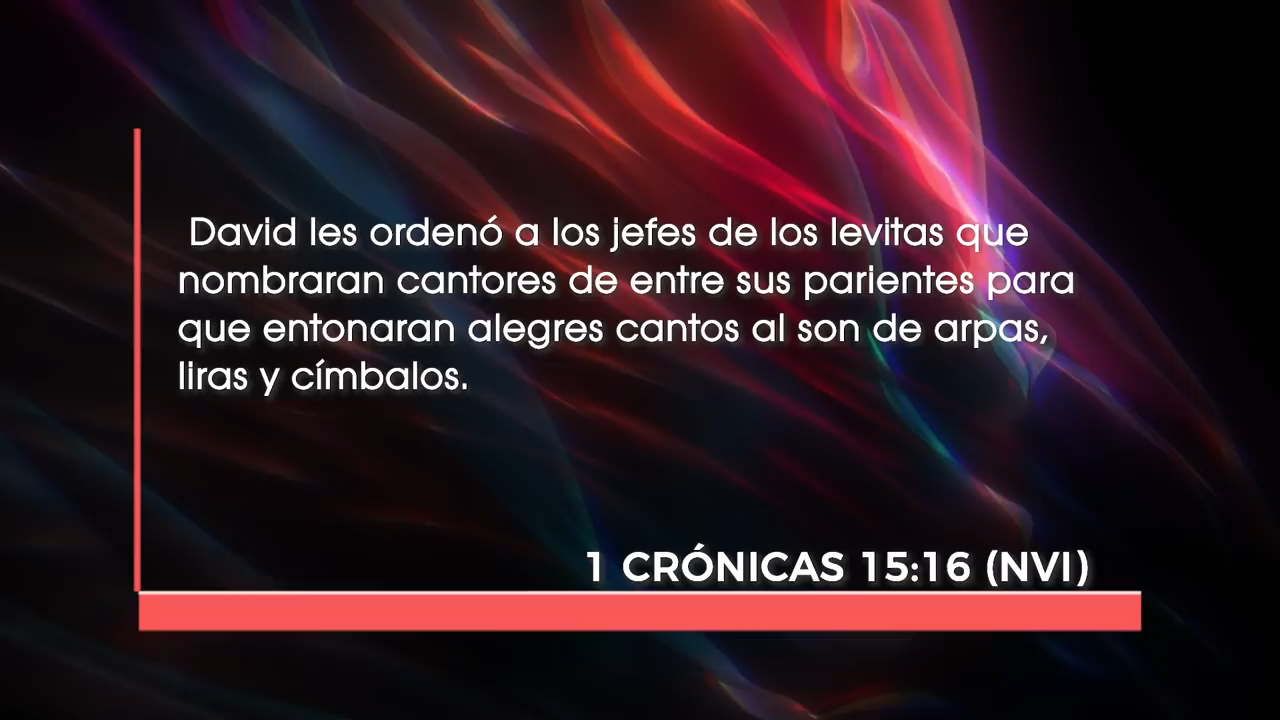 David les ordenó a los jefes de los levitas que
nombraran cantores de entre sus parientes para
que entonaran alegres cantos al son de arpas,
liras y címbalos.
1 CRÓNICAS 15:16 (NVI)